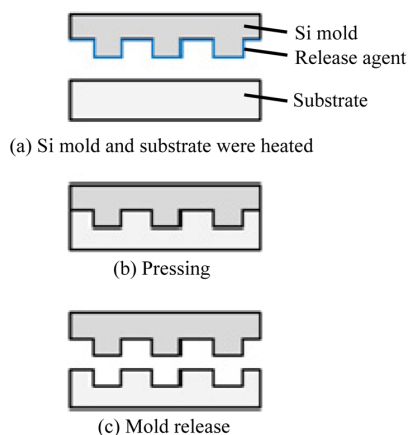 Si mold
Release agent
Substrate
(a) Si mold and substrate were heated
(b) Pressing
(c) Mold release